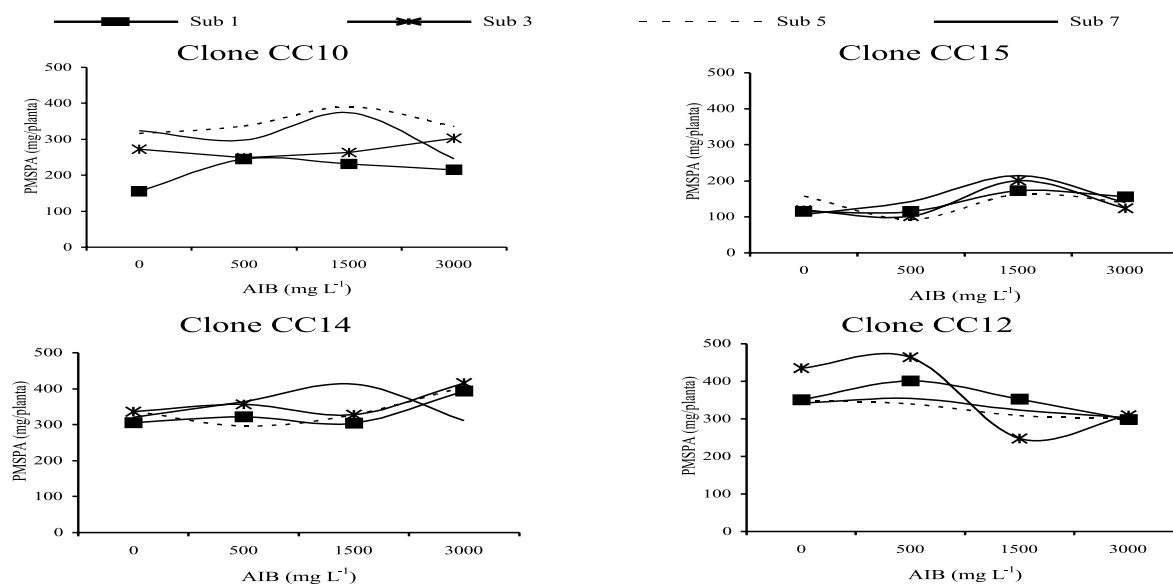 Sub 1 Sub 3 Sub 5 Sub 7
Clone CC10
PMSPA (mg/planta)
500
400
300
200
100
0
0 500 1500 3000
AIB (mg L⁻¹)
Clone CC15
PMSPA (mg/planta)
500
400
300
200
100
0
0 500 1500 3000
AIB (mg L⁻¹)
Clone CC14
PMSPA (mg/planta)
500
400
300
200
100
0
0 500 1500 3000
AIB (mg L⁻¹)
Clone CC12
PMSPA (mg/planta)
500
400
300
200
100
0
0 500 1500 3000
AIB (mg L⁻¹)